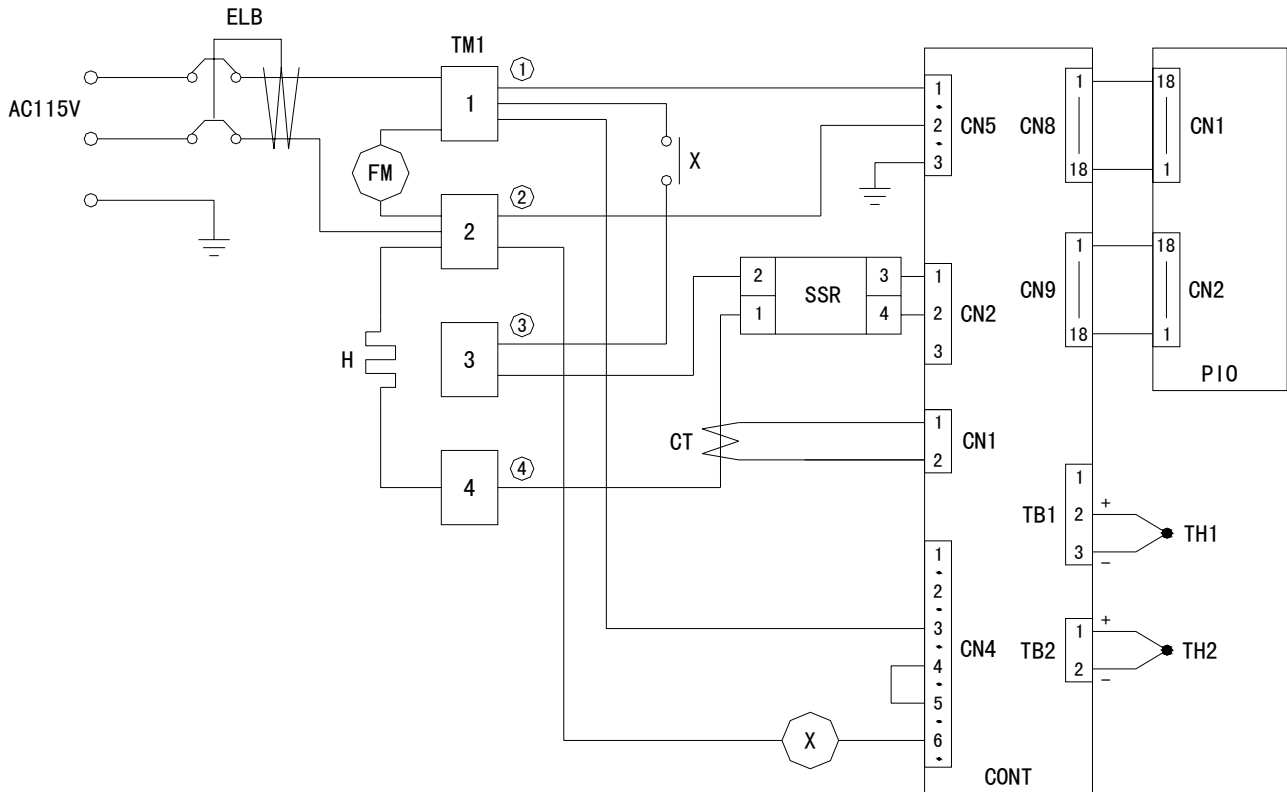 ELB
TM1
AC115V
1
①
FM
2
②
H
3
③
4
④
X
1
2
3
CN5
CN8
1
18
18
1
CN1
2
1
SSR
3
4
1
2
3
CN2
CN9
1
18
18
1
CN2
PIO
CT
1
2
CN1
TB1
1
2
3
+
−
TH1
1
2
3
4
5
6
CN4
TB2
1
2
+
−
TH2
X
CONT